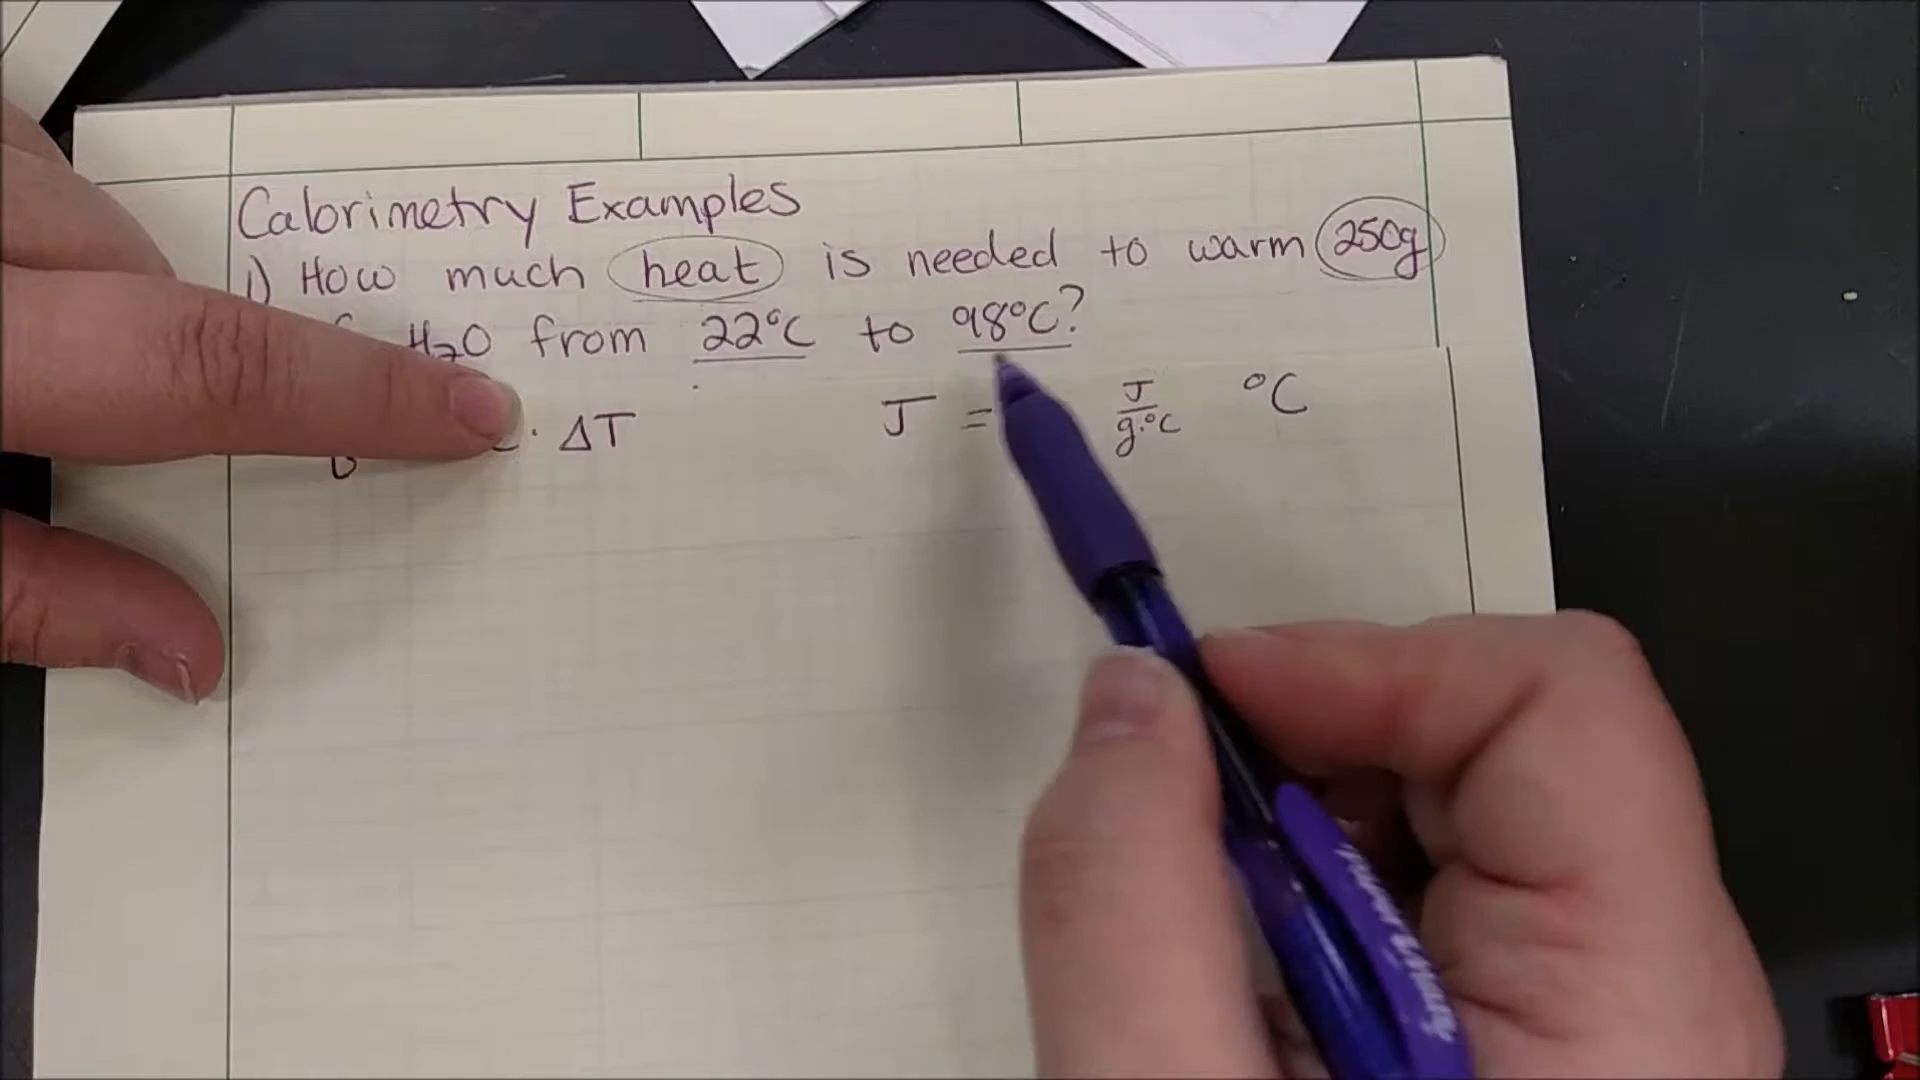 Calorimetry Examples
1) How much heat is needed to warm 250g
H2O from 22°C to 98°C?
· ΔT J = J/g·°C °C